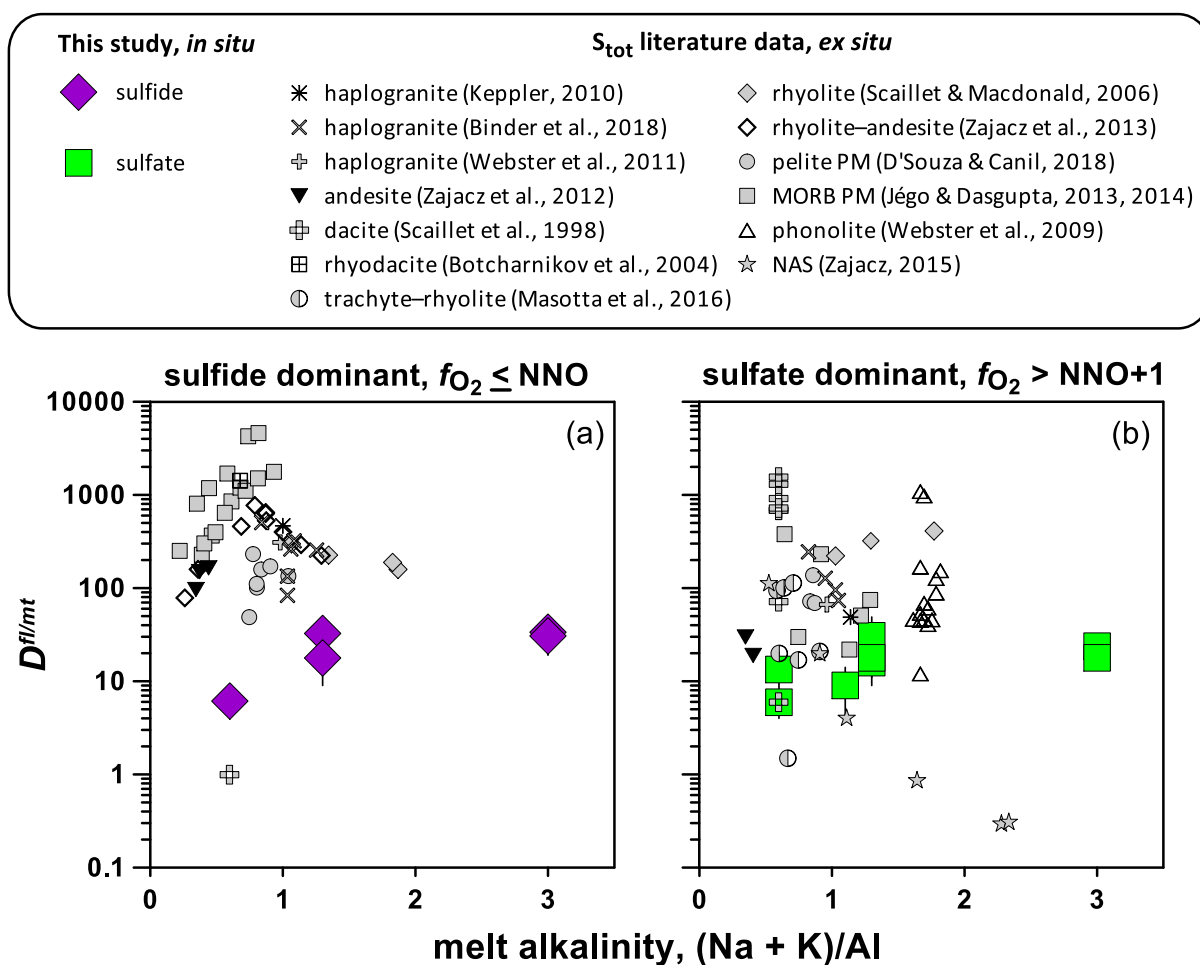 This study, in situ
sulfide
sulfate
S_tot literature data, ex situ
haplogranite (Keppler, 2010)
haplogranite (Binder et al., 2018)
haplogranite (Webster et al., 2011)
andesite (Zajacz et al., 2012)
dacite (Scaillet et al., 1998)
rhyodacite (Botcharnikov et al., 2004)
trachyte–rhyolite (Masotta et al., 2016)
rhyolite (Scaillet & Macdonald, 2006)
rhyolite–andesite (Zajacz et al., 2013)
pelite PM (D'Souza & Canil, 2018)
MORB PM (Jégo & Dasgupta, 2013, 2014)
phonolite (Webster et al., 2009)
NAS (Zajacz, 2015)
sulfide dominant, fO2 ≤ NNO
(a)
D^fl/mt
10000
1000
100
10
1
0.1
0
1
2
3
sulfate dominant, fO2 > NNO+1
(b)
0
1
2
3
melt alkalinity, (Na + K)/Al